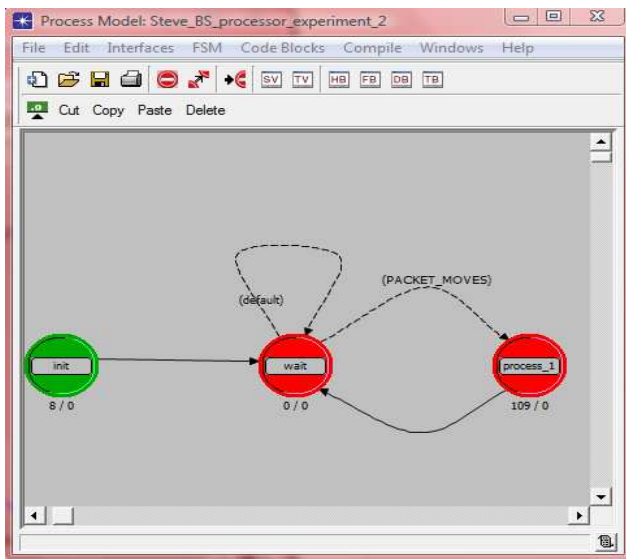 Process Model: Steve_BS_processor_experiment_2
File Edit Interfaces FSM Code Blocks Compile Windows Help
SV TV HB FB DB TB
Cut Copy Paste Delete
(default)
(PACKET_MOVES)
init
wait
process_1
8 / 0
0 / 0
109 / 0